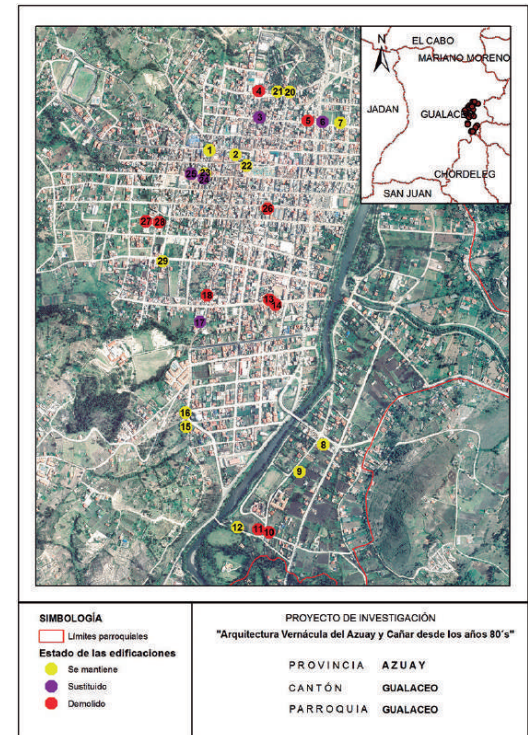 N
EL CABO
MARIANO MORENO
JADAN
GUALACEO
CHORDELEG
SAN JUAN
4 21 20
3 5 6 7
1 2
22
25 23
24
26
27 28
29
18 13
14
17
16
15
8
9
12 11 10
SIMBOLOGÍA
Límites parroquiales
Estado de las edificaciones
Se mantiene
Sustituido
Demolido
PROYECTO DE INVESTIGACIÓN
"Arquitectura Vernácula del Azuay y Cañar desde los años 80´s"
PROVINCIA AZUAY
CANTÓN GUALACEO
PARROQUIA GUALACEO